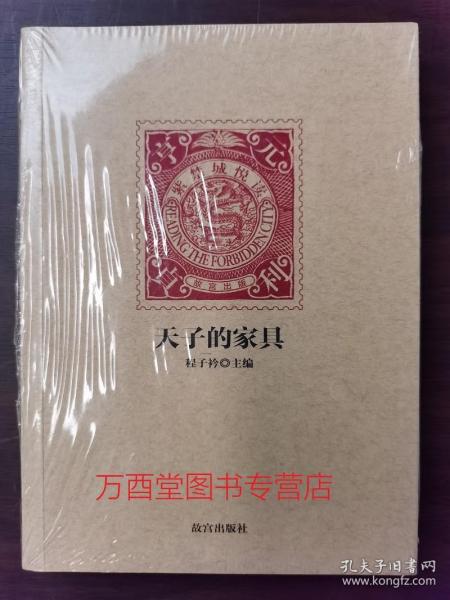 亨 元
紫禁城悦读
READING THE FORBIDDEN CITY
故宫出版
贞 利
天子的家具
程子衿◎主编
万西堂图书专营店
故宫出版社
孔夫子旧书网
www.kongfz.com